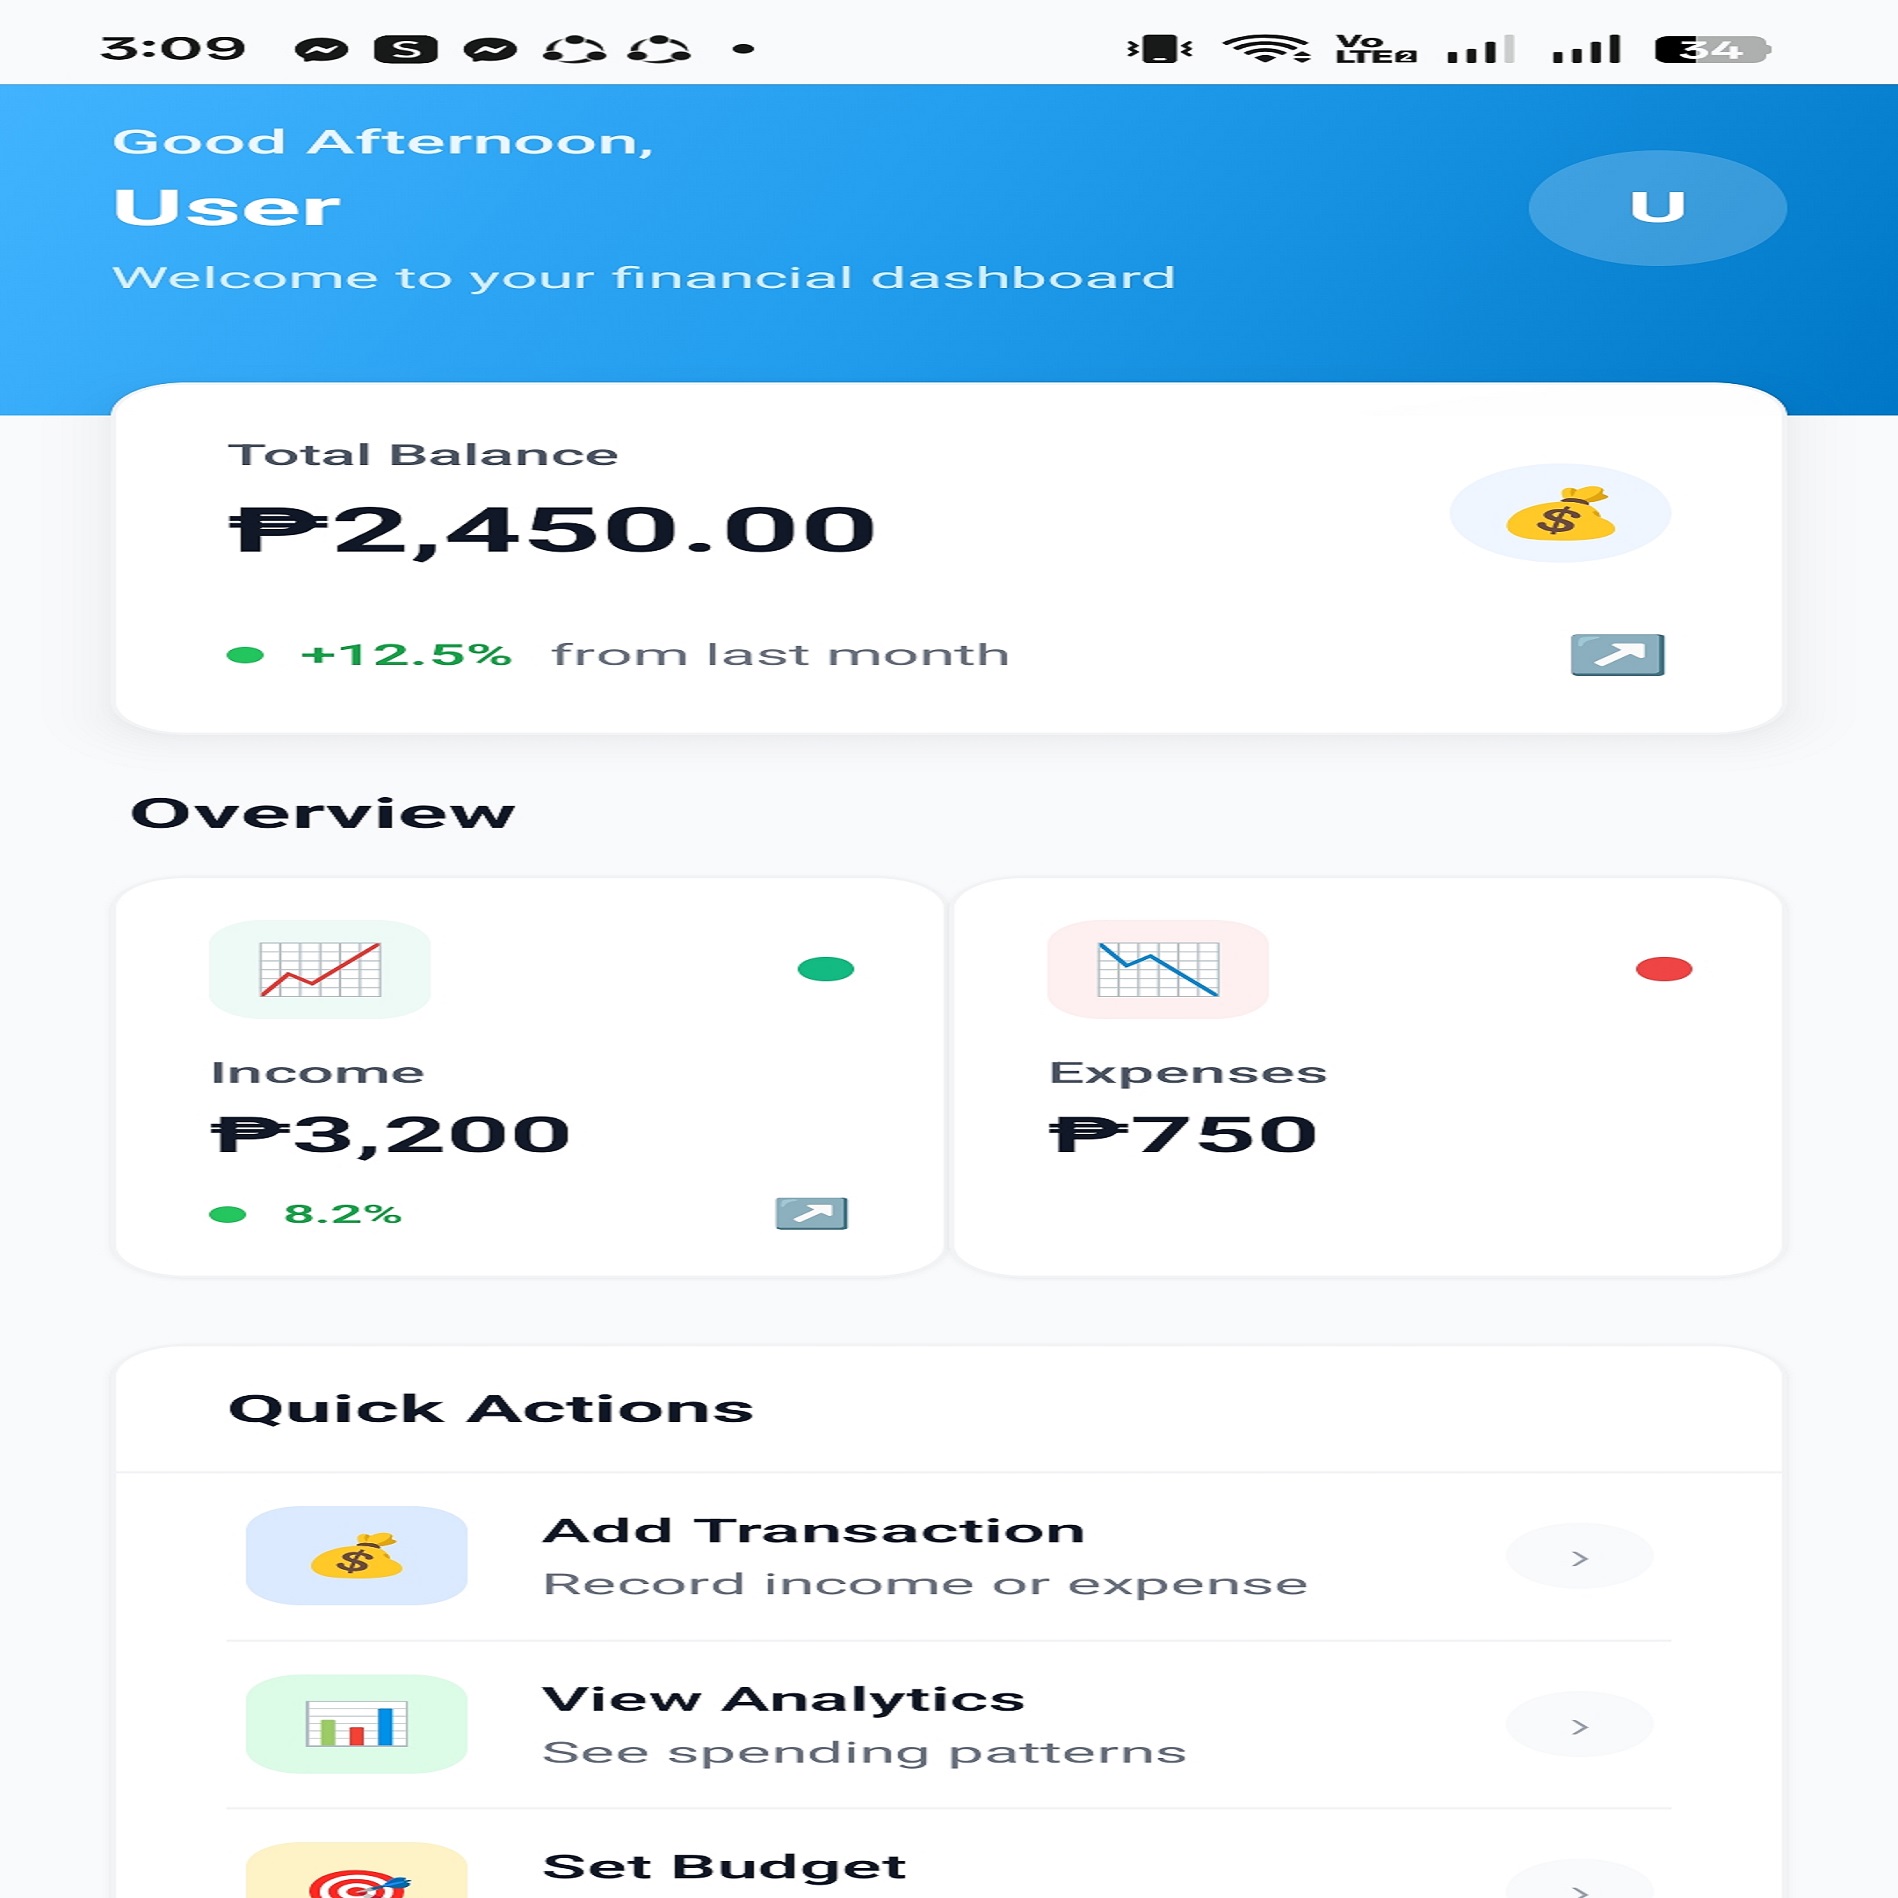 3:09
Vo
LTE2
34
Good Afternoon,
User
U
Welcome to your financial dashboard
Total Balance
₱2,450.00
+12.5% from last month
Overview
Income
₱3,200
8.2%
Expenses
₱750
Quick Actions
Add Transaction
Record income or expense
View Analytics
See spending patterns
Set Budget